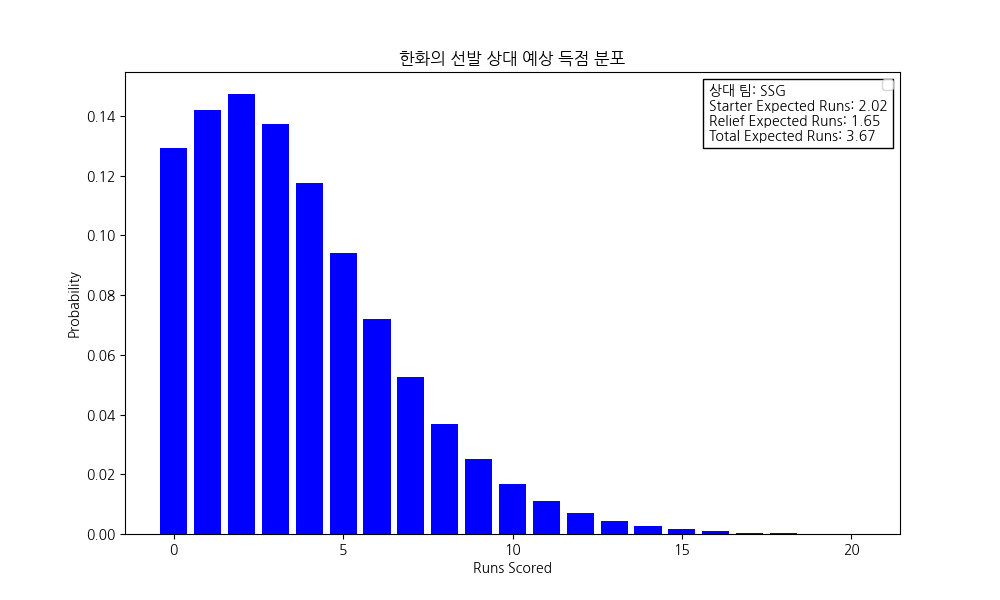 한화의 선발 상대 예상 득점 분포
상대 팀: SSG
Starter Expected Runs: 2.02
Relief Expected Runs: 1.65
Total Expected Runs: 3.67
0.14
0.12
0.10
0.08
0.06
0.04
0.02
0.00
Probability
0 5 10 15 20
Runs Scored